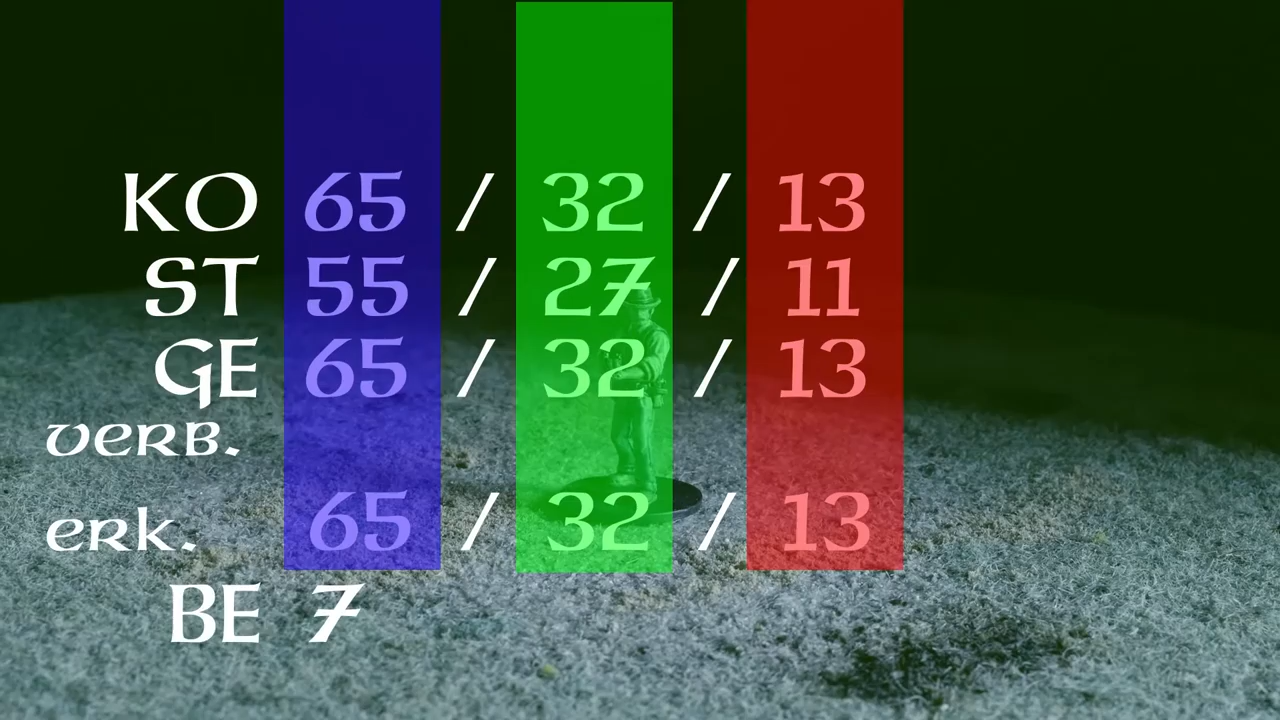 KO 65 / 32 / 13
ST 55 / 27 / 11
GE 65 / 32 / 13
verb.
erk. 65 / 32 / 13
BE 7